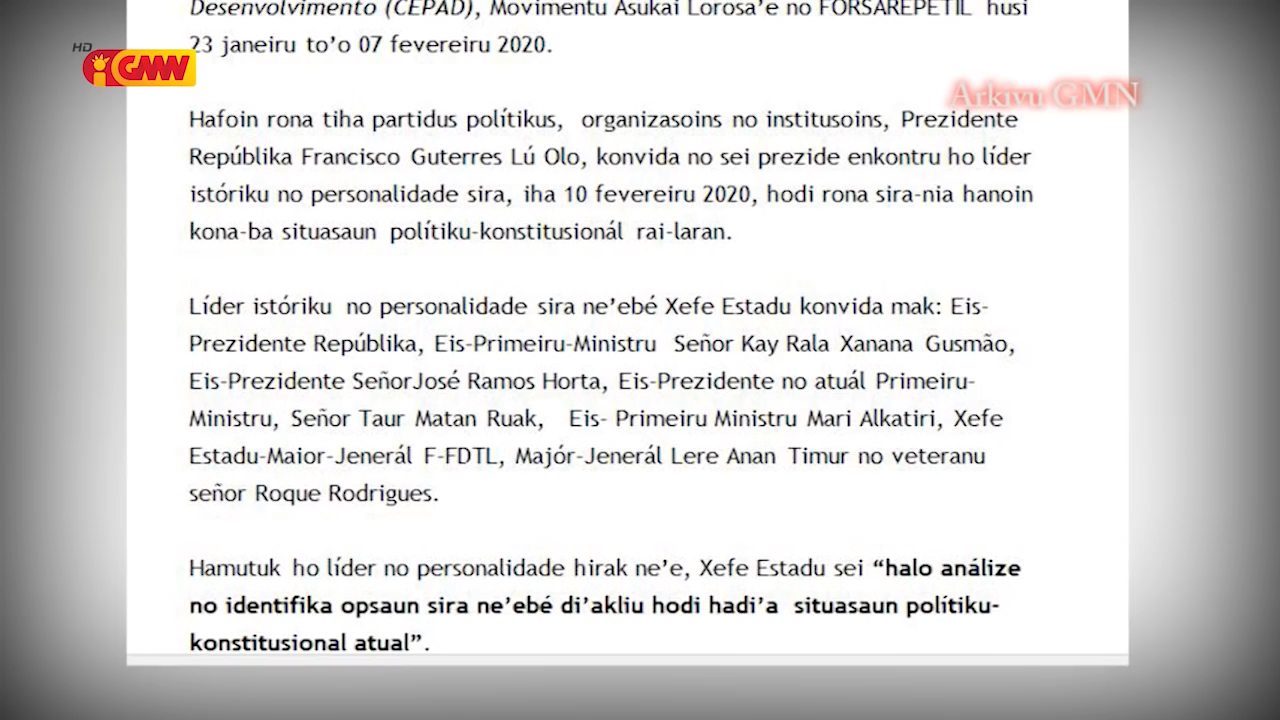 Desenvolvimento (CEPAD), Movimentu Asukai Lorosa’e no FORSAREPETIL husi
23 janeiru to’o 07 fevereiru 2020.
HD
GMN
Arkivu GMN
Hafoin rona tiha partidus polítikus, organizasoins no institusoins, Prezidente
Repúblika Francisco Guterres Lú Olo, konvida no sei prezide enkontru ho líder
istóriku no personalidade sira, iha 10 fevereiru 2020, hodi rona sira-nia hanoin
kona-ba situasaun polítiku-konstitusionál rai-laran.
Líder istóriku no personalidade sira ne’ebé Xefe Estadu konvida mak: Eis-
Prezidente Repúblika, Eis-Primeiru-Ministru Señor Kay Rala Xanana Gusmão,
Eis-Prezidente SeñorJosé Ramos Horta, Eis-Prezidente no atuál Primeiru-
Ministru, Señor Taur Matan Ruak, Eis- Primeiru Ministru Mari Alkatiri, Xefe
Estadu-Maior-Jenerál F-FDTL, Majór-Jenerál Lere Anan Timur no veteranu
señor Roque Rodrigues.
Hamutuk ho líder no personalidade hirak ne’e, Xefe Estadu sei “halo análize
no identifika opsaun sira ne’ebé di’akliu hodi hadi’a situasaun polítiku-
konstitusional atual”.